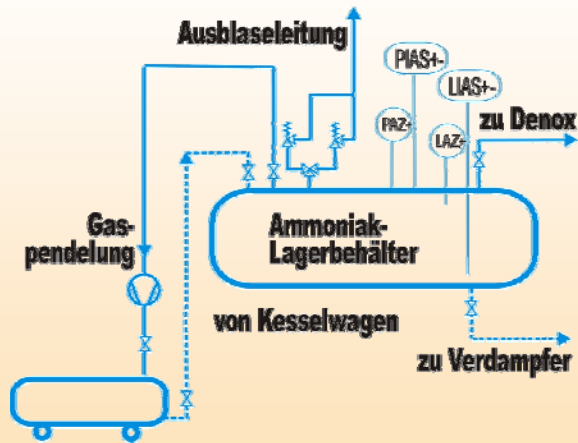 Ausblaseleitung
PIAS+-
LIAS+-
PAZ+
LAZ+
zu Denox
Gas-
pendelung
Ammoniak-
Lagerbehälter
von Kesselwagen
zu Verdampfer